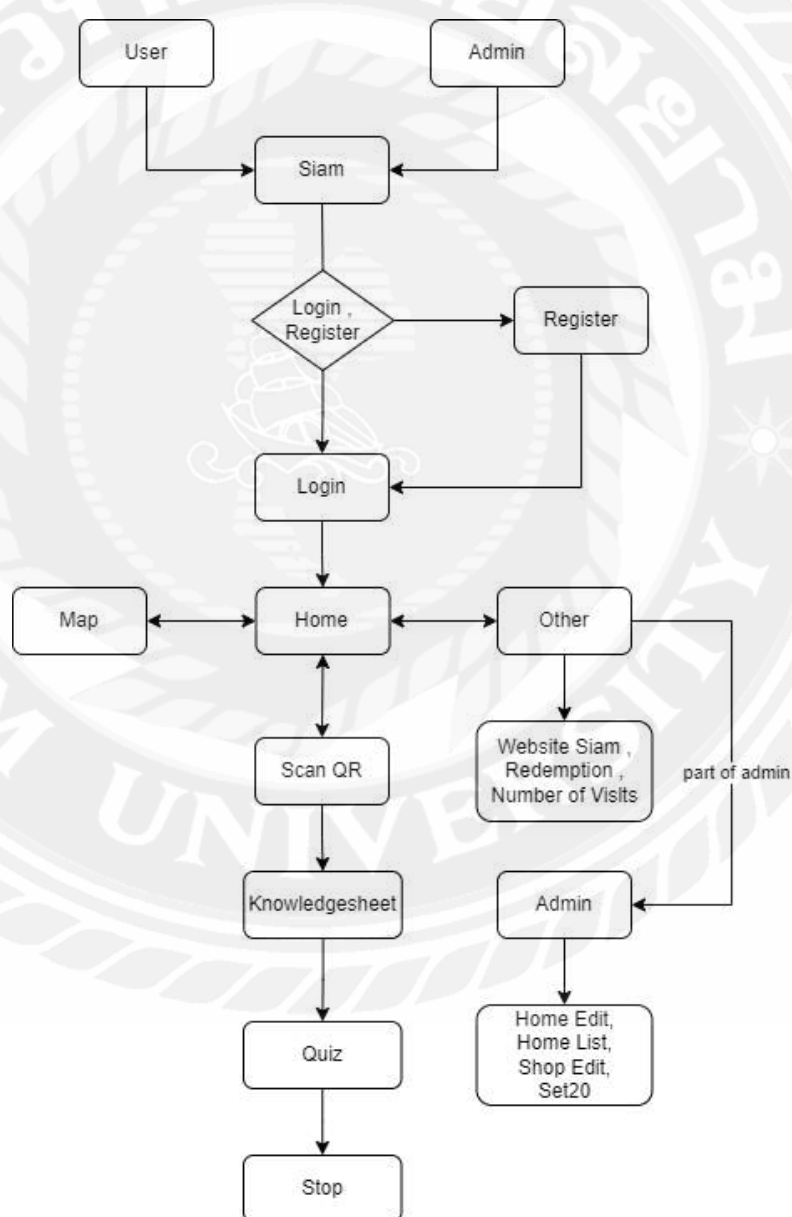 User
Admin
Siam
Login ,
Register
Register
Login
Map
Home
Other
Scan QR
Website Siam ,
Redemption ,
Number of VisIts
part of admin
Knowledgesheet
Admin
Quiz
Home Edit,
Home List,
Shop Edit,
Set20
Stop
UNIVERSITY